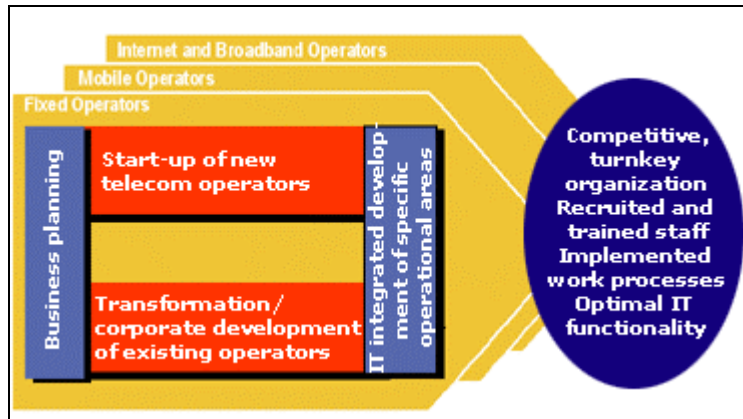 Internet and Broadband Operators
Mobile Operators
Fixed Operators
Business planning
Start-up of new
telecom operators
Transformation/
corporate development
of existing operators
IT integrated develop-
ment of specific
operational areas
Competitive,
turnkey
organization
Recruited and
trained staff
Implemented
work processes
Optimal IT
functionality